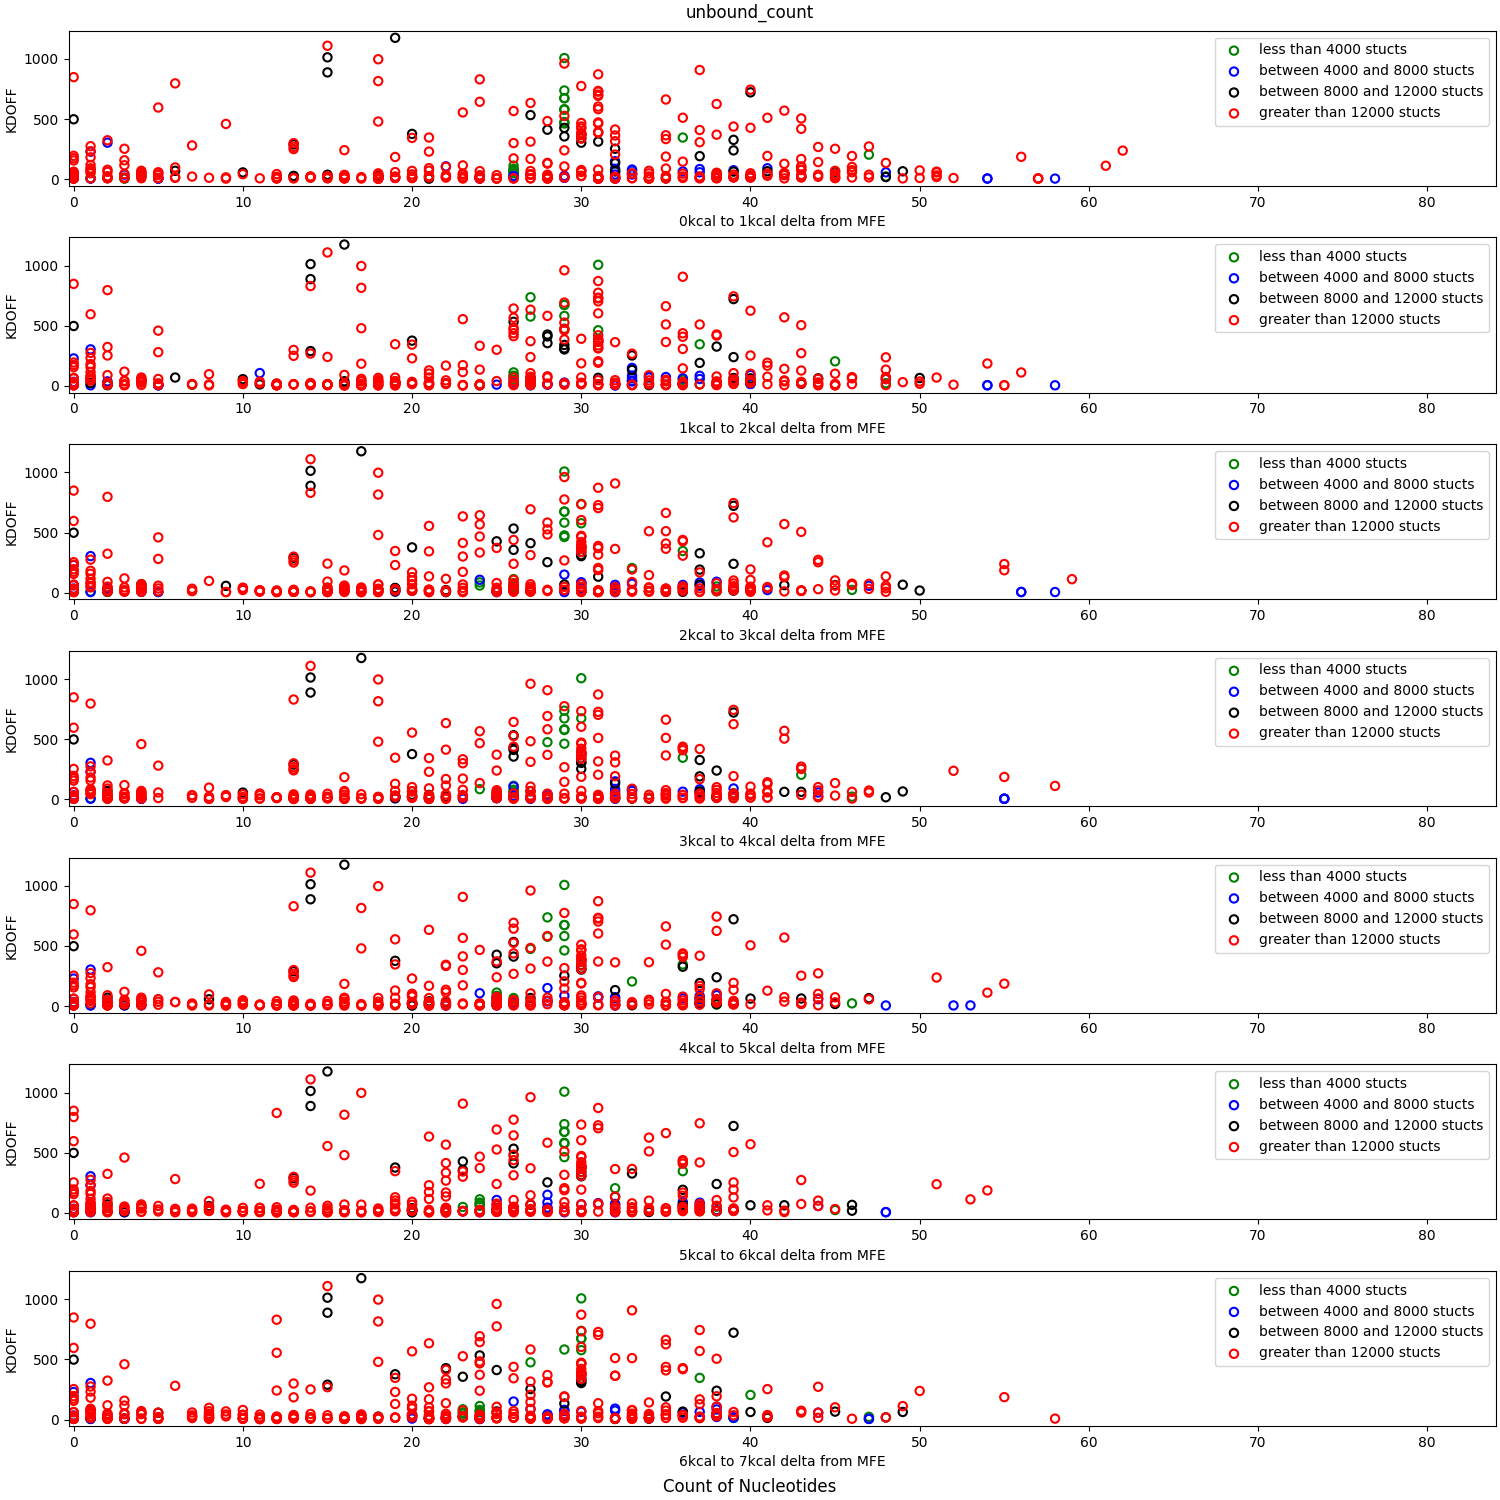 unbound_count
KDOFF
1000
500
0
less than 4000 stucts
between 4000 and 8000 stucts
between 8000 and 12000 stucts
greater than 12000 stucts
0 10 20 30 40 50 60 70 80
0kcal to 1kcal delta from MFE
KDOFF
1000
500
0
less than 4000 stucts
between 4000 and 8000 stucts
between 8000 and 12000 stucts
greater than 12000 stucts
0 10 20 30 40 50 60 70 80
1kcal to 2kcal delta from MFE
KDOFF
1000
500
0
less than 4000 stucts
between 4000 and 8000 stucts
between 8000 and 12000 stucts
greater than 12000 stucts
0 10 20 30 40 50 60 70 80
2kcal to 3kcal delta from MFE
KDOFF
1000
500
0
less than 4000 stucts
between 4000 and 8000 stucts
between 8000 and 12000 stucts
greater than 12000 stucts
0 10 20 30 40 50 60 70 80
3kcal to 4kcal delta from MFE
KDOFF
1000
500
0
less than 4000 stucts
between 4000 and 8000 stucts
between 8000 and 12000 stucts
greater than 12000 stucts
0 10 20 30 40 50 60 70 80
4kcal to 5kcal delta from MFE
KDOFF
1000
500
0
less than 4000 stucts
between 4000 and 8000 stucts
between 8000 and 12000 stucts
greater than 12000 stucts
0 10 20 30 40 50 60 70 80
5kcal to 6kcal delta from MFE
KDOFF
1000
500
0
less than 4000 stucts
between 4000 and 8000 stucts
between 8000 and 12000 stucts
greater than 12000 stucts
0 10 20 30 40 50 60 70 80
6kcal to 7kcal delta from MFE
Count of Nucleotides